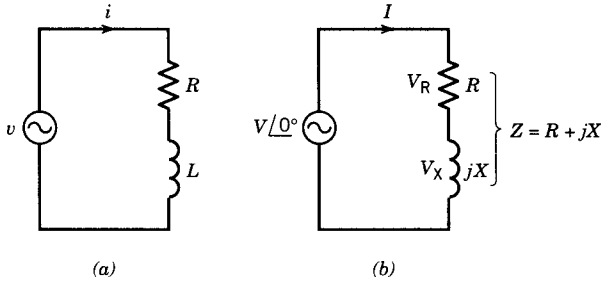 i
v
R
L
(a)
I
V∠0°
V_R R
V_X jX
Z = R + jX
(b)